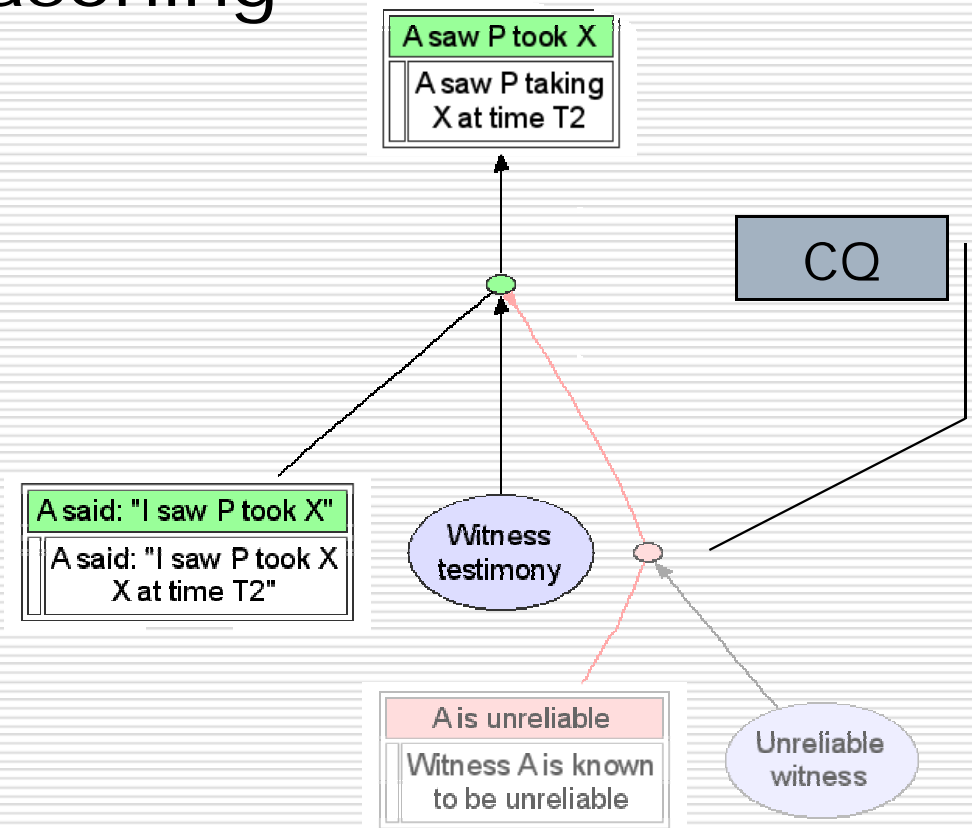 A saw P took X
A saw P taking
X at time T2
CQ
A said: "I saw P took X"
A said: "I saw P took X
X at time T2"
Witness
testimony
A is unreliable
Witness A is known
to be unreliable
Unreliable
witness